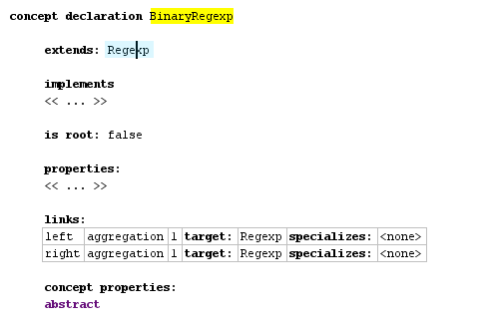 concept declaration BinaryRegexp
extends: Regexp
implements
<< ... >>
is root: false
properties:
<< ... >>
links:
left aggregation 1 target: Regexp specializes: <none>
right aggregation 1 target: Regexp specializes: <none>
concept properties:
abstract